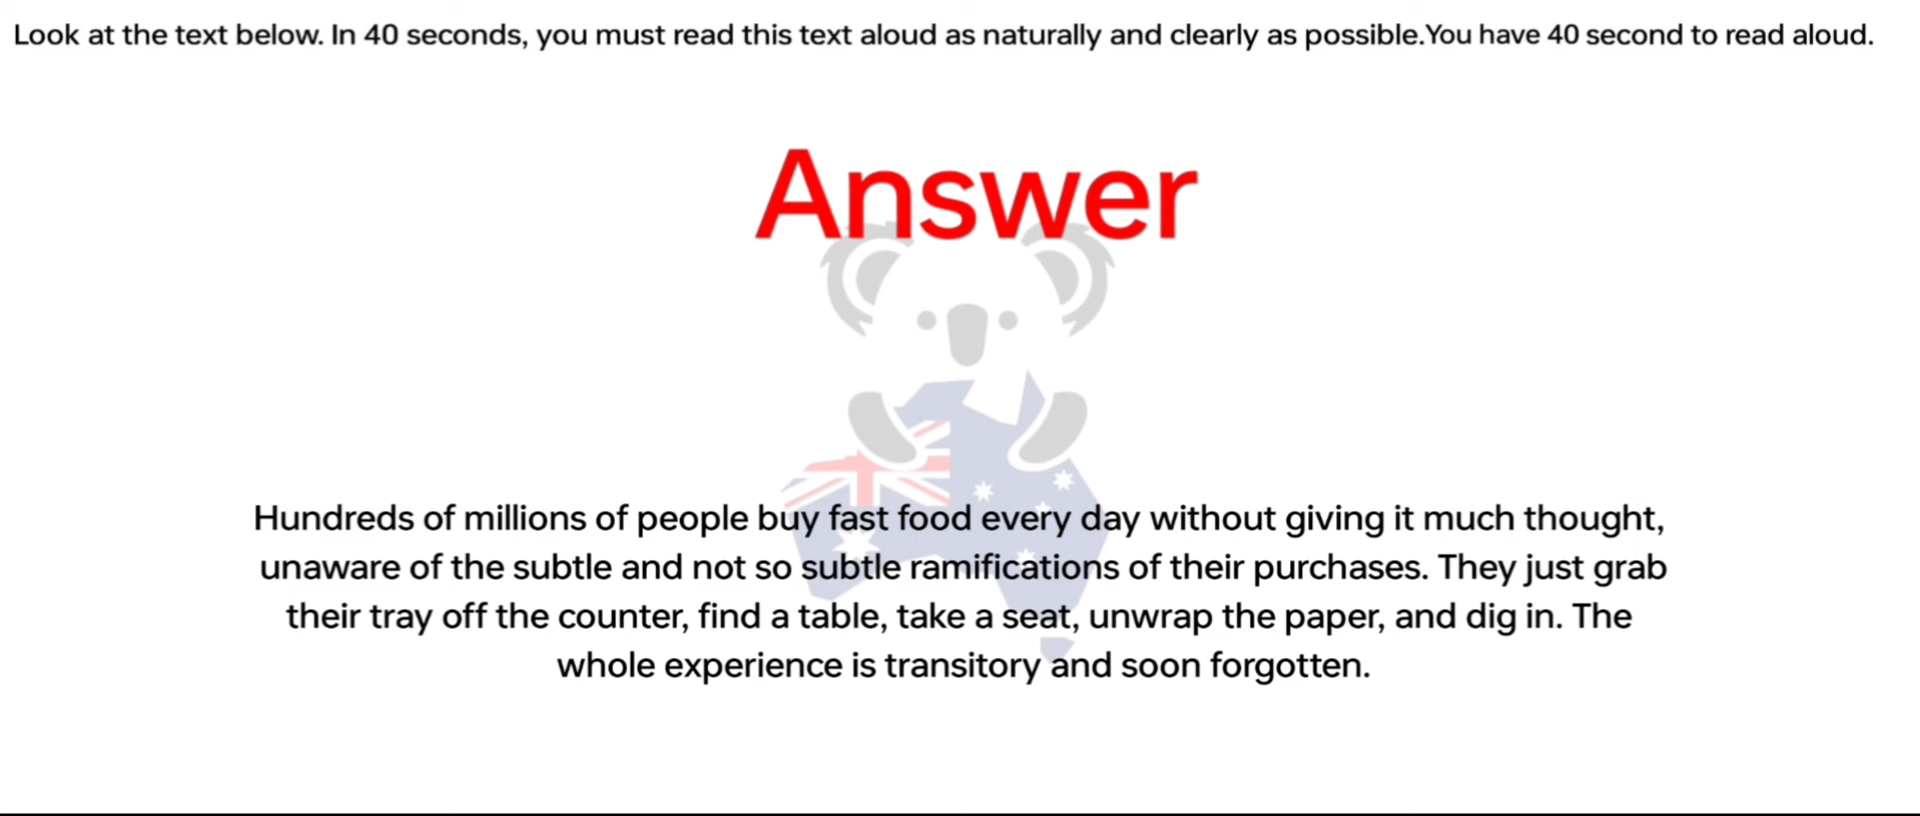 Look at the text below. In 40 seconds, you must read this text aloud as naturally and clearly as possible.You have 40 second to read aloud.
Answer
Hundreds of millions of people buy fast food every day without giving it much thought,
unaware of the subtle and not so subtle ramifications of their purchases. They just grab
their tray off the counter, find a table, take a seat, unwrap the paper, and dig in. The
whole experience is transitory and soon forgotten.